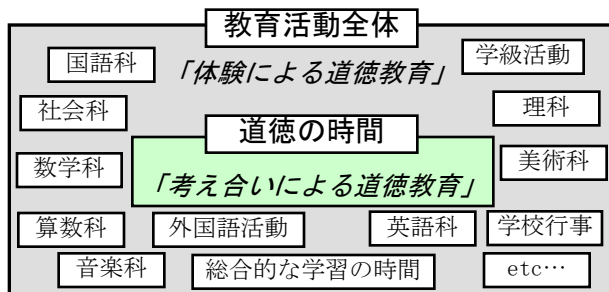 教育活動全体
国語科
「体験による道徳教育」
学級活動
社会科
理科
道徳の時間
数学科
「考え合いによる道徳教育」
美術科
算数科
外国語活動
英語科
学校行事
音楽科
総合的な学習の時間
etc…